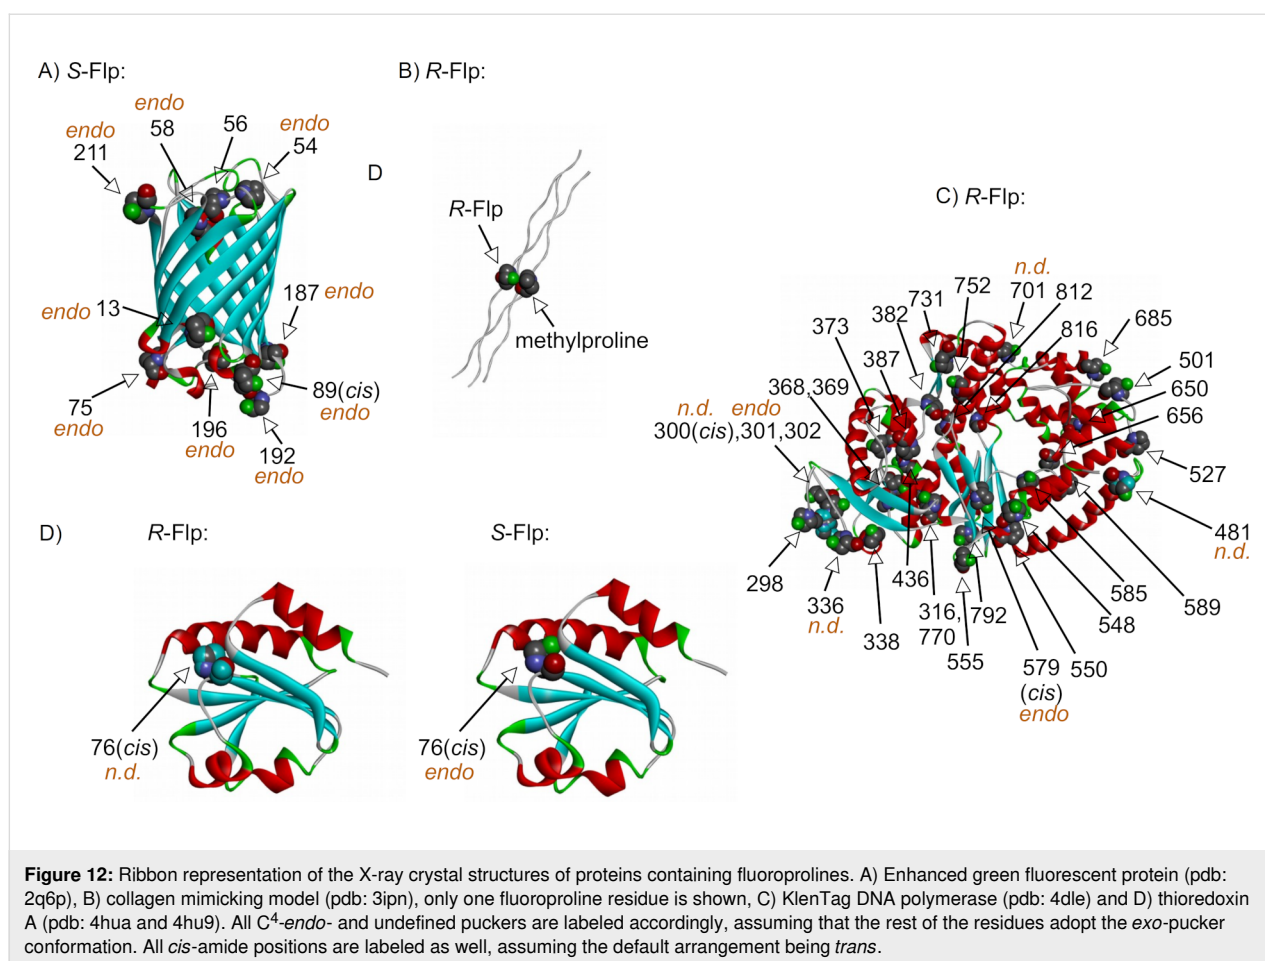 A) S-Flp:
endo
58
56
endo
54
endo
211
endo 13
187 endo
75
endo
196
endo
89(cis)
endo
192
endo
B) R-Flp:
D
R-Flp
methylproline
C) R-Flp:
n.d.
701
731
752
812
382
373
816
685
387
501
368,369
650
n.d. endo
300(cis),301,302
656
527
481
n.d.
298
336
n.d.
338
436
316,
770
792
555
579
(cis)
endo
550
548
585
589
D)
R-Flp:
76(cis)
n.d.
S-Flp:
76(cis)
endo
Figure 12: Ribbon representation of the X-ray crystal structures of proteins containing fluoroprolines. A) Enhanced green fluorescent protein (pdb:
2q6p), B) collagen mimicking model (pdb: 3ipn), only one fluoroproline residue is shown, C) KlenTag DNA polymerase (pdb: 4dle) and D) thioredoxin
A (pdb: 4hua and 4hu9). All C⁴-endo- and undefined puckers are labeled accordingly, assuming that the rest of the residues adopt the exo-pucker
conformation. All cis-amide positions are labeled as well, assuming the default arrangement being trans.